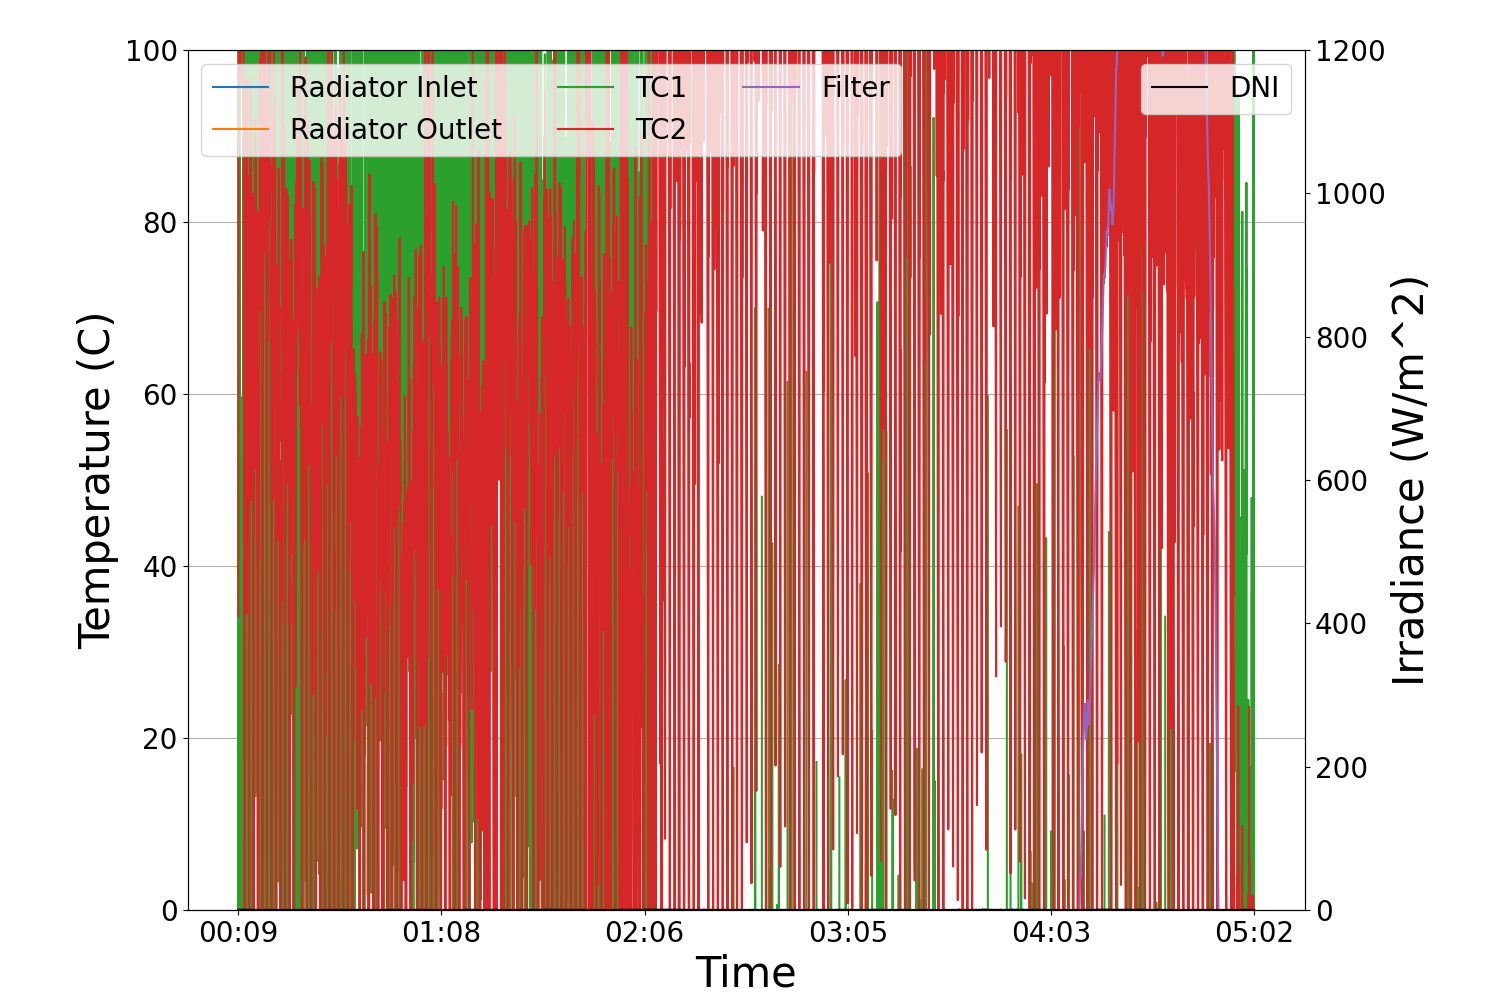 Radiator Inlet
Radiator Outlet
TC1
TC2
Filter
DNI
100
80
60
40
20
0
Temperature (C)
1200
1000
800
600
400
200
0
Irradiance (W/m^2)
00:09 01:08 02:06 03:05 04:03 05:02
Time